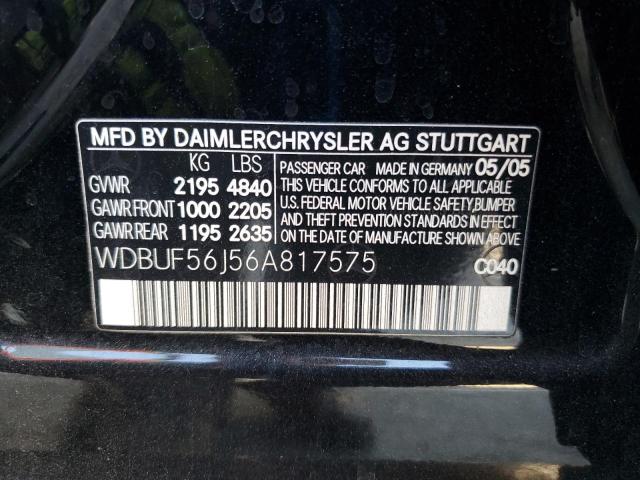 MFD BY DAIMLERCHRYSLER AG STUTTGART
KG LBS
GVWR 2195 4840
GAWR FRONT 1000 2205
GAWR REAR 1195 2635
PASSENGER CAR MADE IN GERMANY 05/05
THIS VEHICLE CONFORMS TO ALL APPLICABLE
U.S. FEDERAL MOTOR VEHICLE SAFETY, BUMPER
AND THEFT PREVENTION STANDARDS IN EFFECT
ON THE DATE OF MANUFACTURE SHOWN ABOVE.
WDBUF56J56A817575 C040